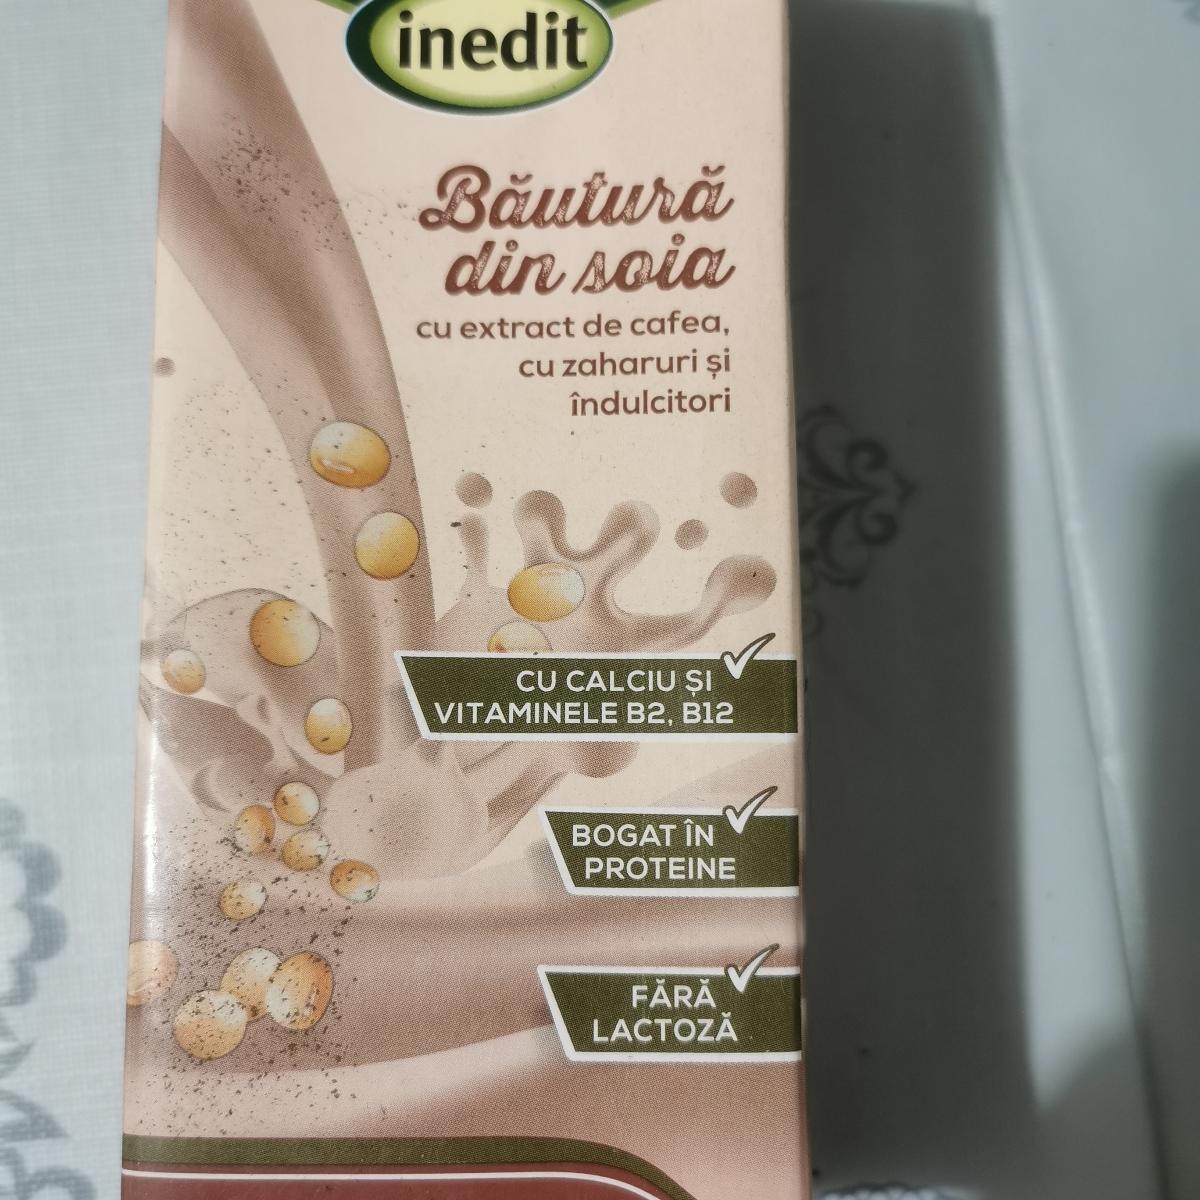 inedit
Băutură
din soia
cu extract de cafea,
cu zaharuri și
îndulcitori
CU CALCIU ȘI
VITAMINELE B2, B12
BOGAT ÎN
PROTEINE
FĂRĂ
LACTOZĂ